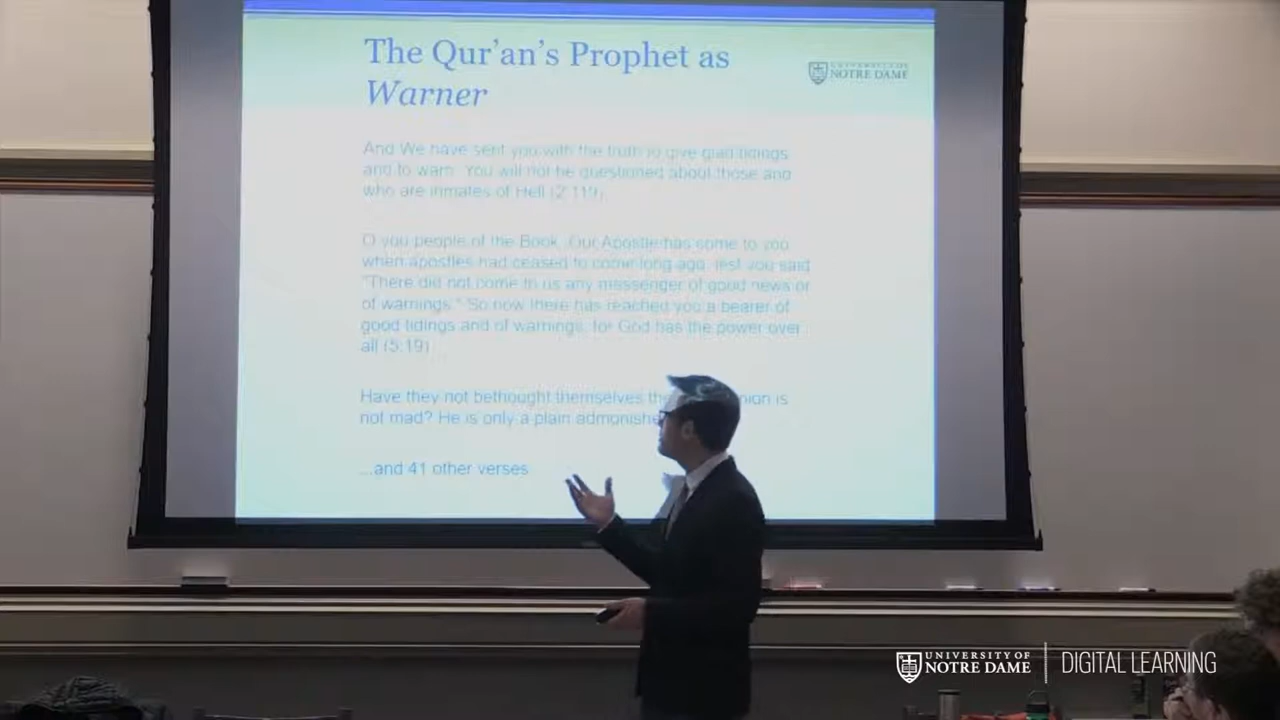 The Qur'an's Prophet as
Warner
UNIVERSITY OF
NOTRE DAME
And We have sent you with the truth to give glad tidings
and to warn. You will not be questioned about those and
who are inmates of Hell (2:119)
O you people of the Book, Our Apostle has come to you
when apostles had ceased to come long ago, lest you said
"There did not come to us any messenger of good news or
of warnings." So now there has reached you a bearer of
good tidings and of warnings, for God has the power over
all (5:19)
Have they not bethought themselves the nion is
not mad? He is only a plain admonishe
...and 41 other verses
UNIVERSITY OF
NOTRE DAME
DIGITAL LEARNING